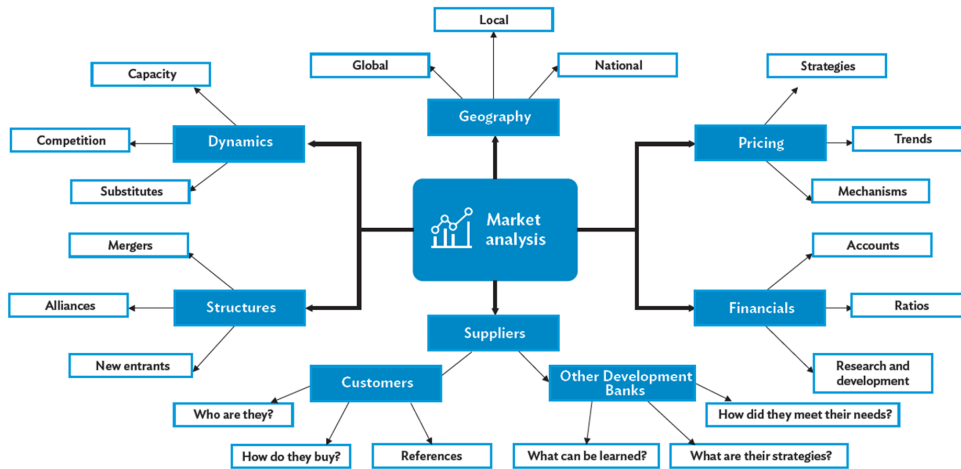 Local
Global
National
Geography
Capacity
Competition
Dynamics
Substitutes
Strategies
Pricing
Trends
Mechanisms
Market
analysis
Mergers
Alliances
Structures
New entrants
Accounts
Financials
Ratios
Research and
development
Suppliers
Customers
Who are they?
How do they buy?
References
Other Development
Banks
How did they meet their needs?
What can be learned?
What are their strategies?